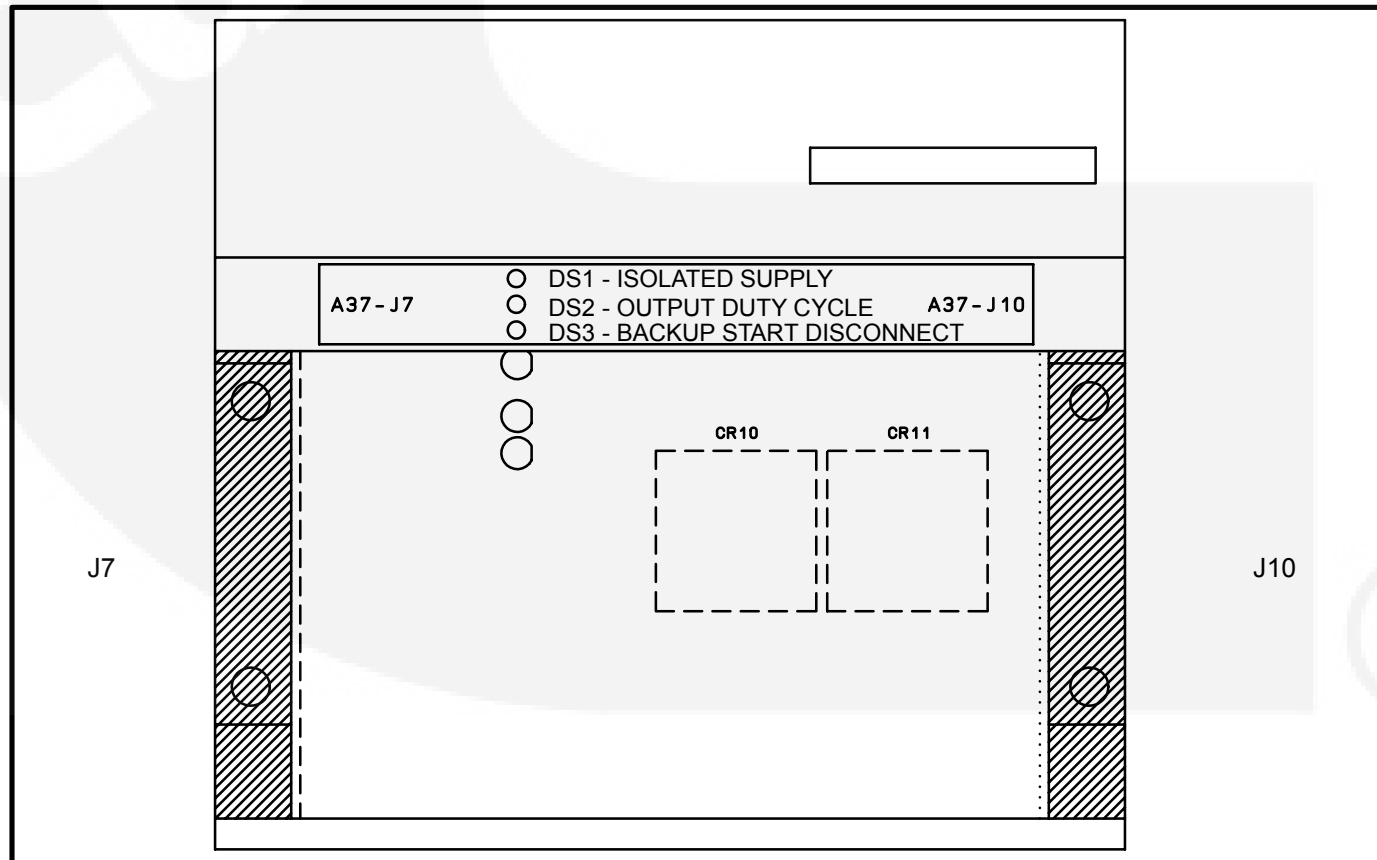 DS1 - ISOLATED SUPPLY
A37-J7 DS2 - OUTPUT DUTY CYCLE A37-J10
DS3 - BACKUP START DISCONNECT
CR10 CR11
J7 J10